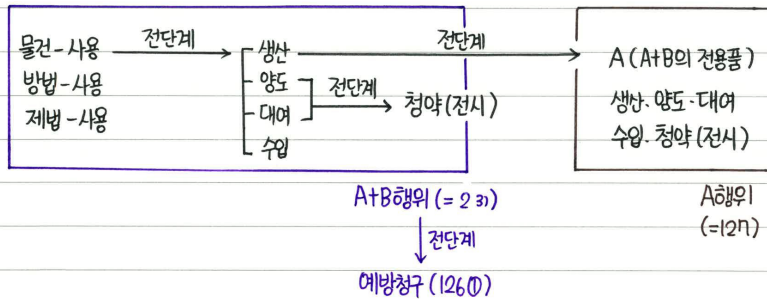 물건-사용 전단계 생산 전단계 A (A+B의 전용품)
방법-사용 양도 전단계 청약(전시) 생산·양도·대여
제법-사용 대여 수입·청약(전시)
수입
A+B행위 (=2 3)) A행위
전단계 (=127)
예방청구 (126①)